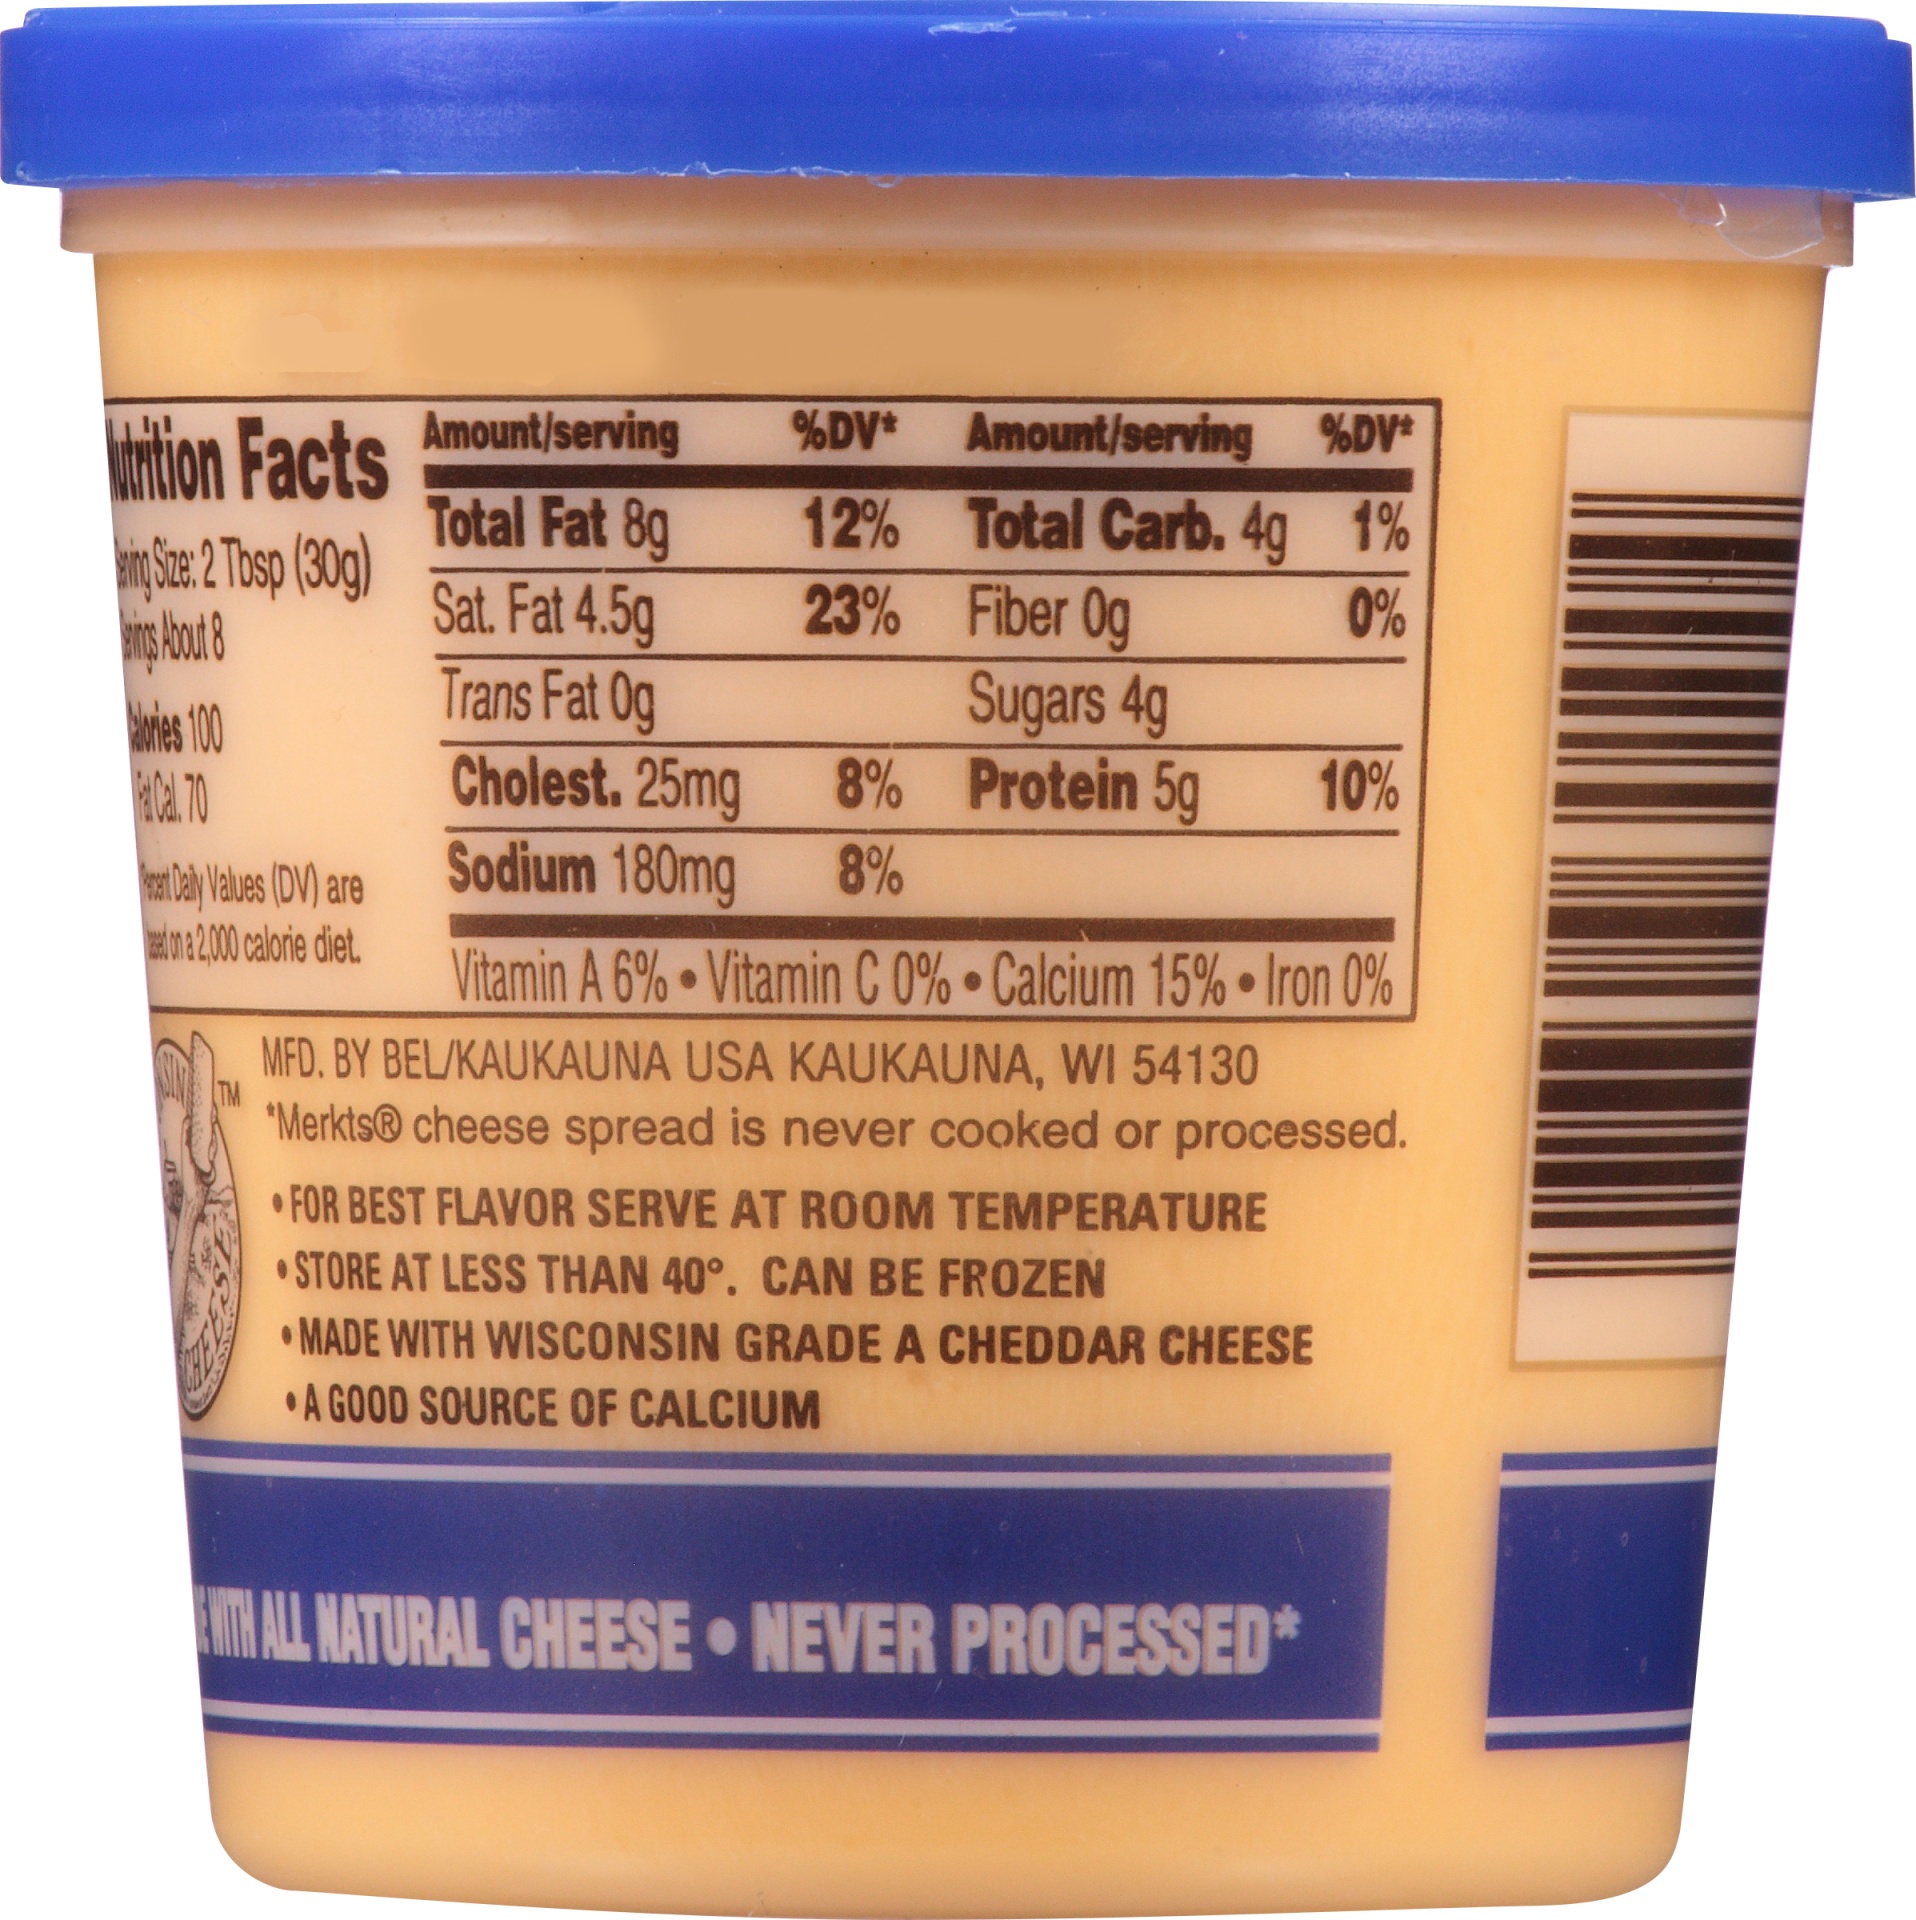 Nutrition Facts
Serving Size: 2 Tbsp (30g)
Servings About 8
Calories 100
Fat Cal. 70
*Percent Daily Values (DV) are
based on a 2,000 calorie diet.
Amount/serving %DV* Amount/serving %DV*
Total Fat 8g 12% Total Carb. 4g 1%
Sat. Fat 4.5g 23% Fiber 0g 0%
Trans Fat 0g Sugars 4g
Cholest. 25mg 8% Protein 5g 10%
Sodium 180mg 8%
Vitamin A 6% • Vitamin C 0% • Calcium 15% • Iron 0%
NSIN
CHEESE
TM
MFD. BY BEL/KAUKAUNA USA KAUKAUNA, WI 54130
*Merkts® cheese spread is never cooked or processed.
• FOR BEST FLAVOR SERVE AT ROOM TEMPERATURE
• STORE AT LESS THAN 40°. CAN BE FROZEN
• MADE WITH WISCONSIN GRADE A CHEDDAR CHEESE
• A GOOD SOURCE OF CALCIUM
DE WITH ALL NATURAL CHEESE • NEVER PROCESSED*